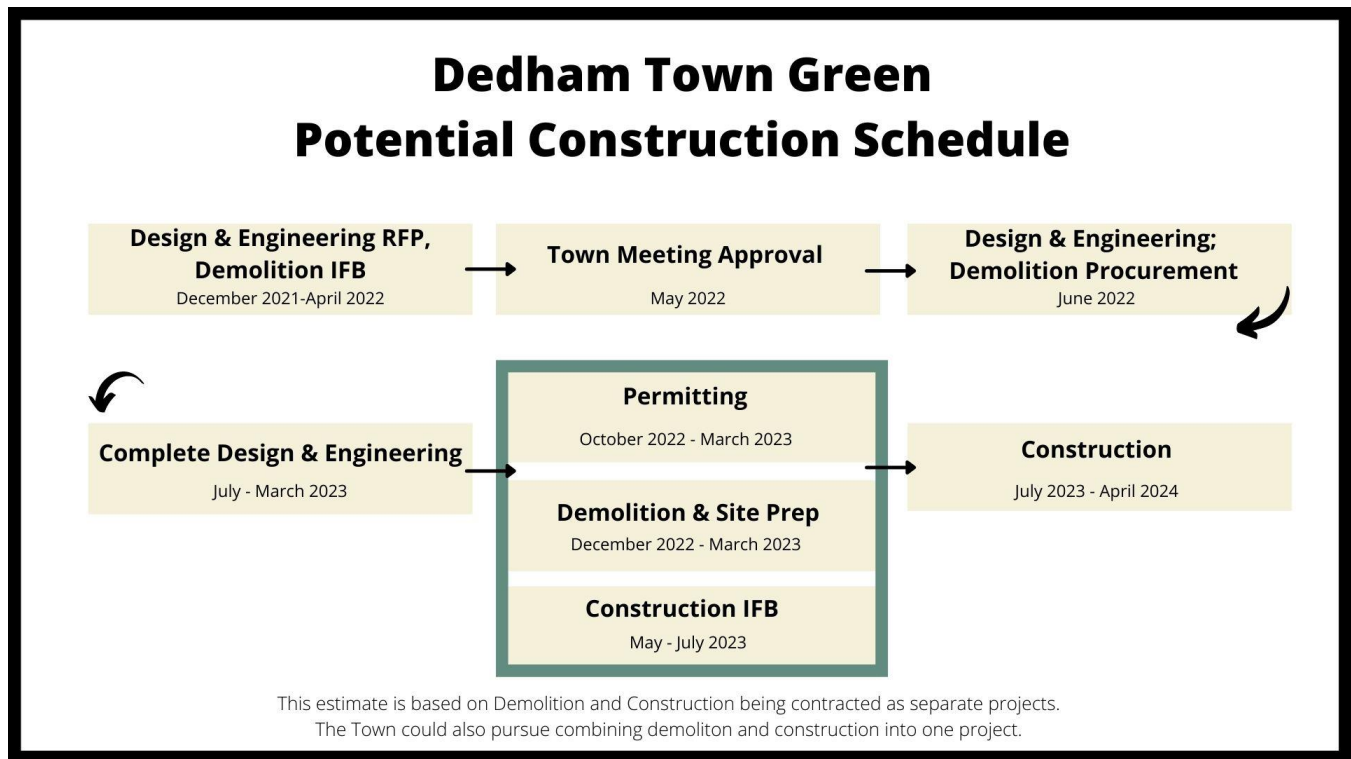 Dedham Town Green
Potential Construction Schedule
Design & Engineering RFP,
Demolition IFB
December 2021-April 2022
Town Meeting Approval
May 2022
Design & Engineering;
Demolition Procurement
June 2022
Complete Design & Engineering
July - March 2023
Permitting
October 2022 - March 2023
Demolition & Site Prep
December 2022 - March 2023
Construction IFB
May - July 2023
Construction
July 2023 - April 2024
This estimate is based on Demolition and Construction being contracted as separate projects.
The Town could also pursue combining demoliton and construction into one project.